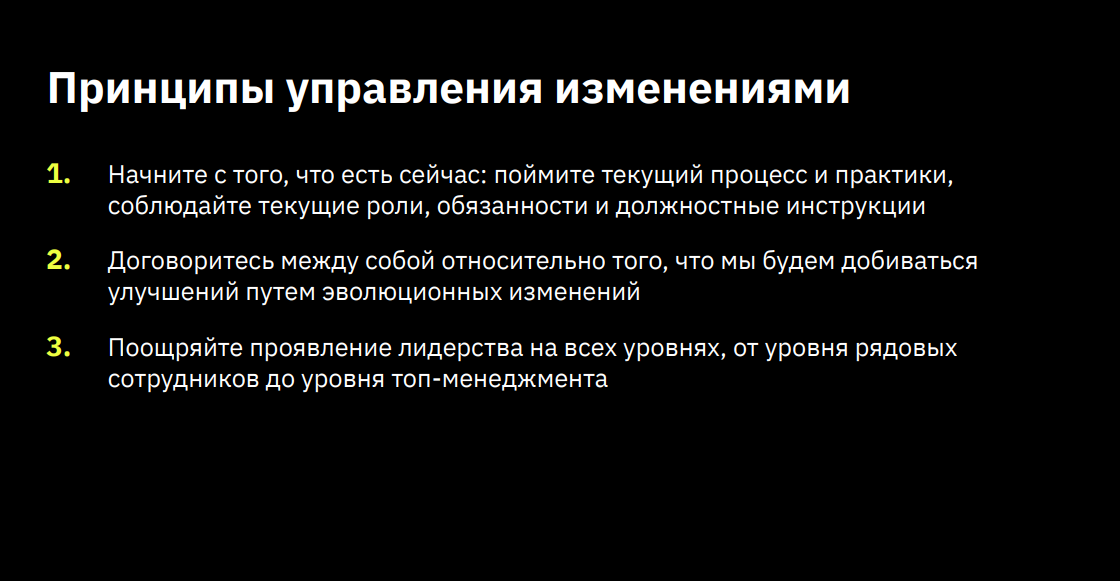 Принципы управления изменениями
1. Начните с того, что есть сейчас: поймите текущий процесс и практики,
соблюдайте текущие роли, обязанности и должностные инструкции
2. Договоритесь между собой относительно того, что мы будем добиваться
улучшений путем эволюционных изменений
3. Поощряйте проявление лидерства на всех уровнях, от уровня рядовых
сотрудников до уровня топ-менеджмента